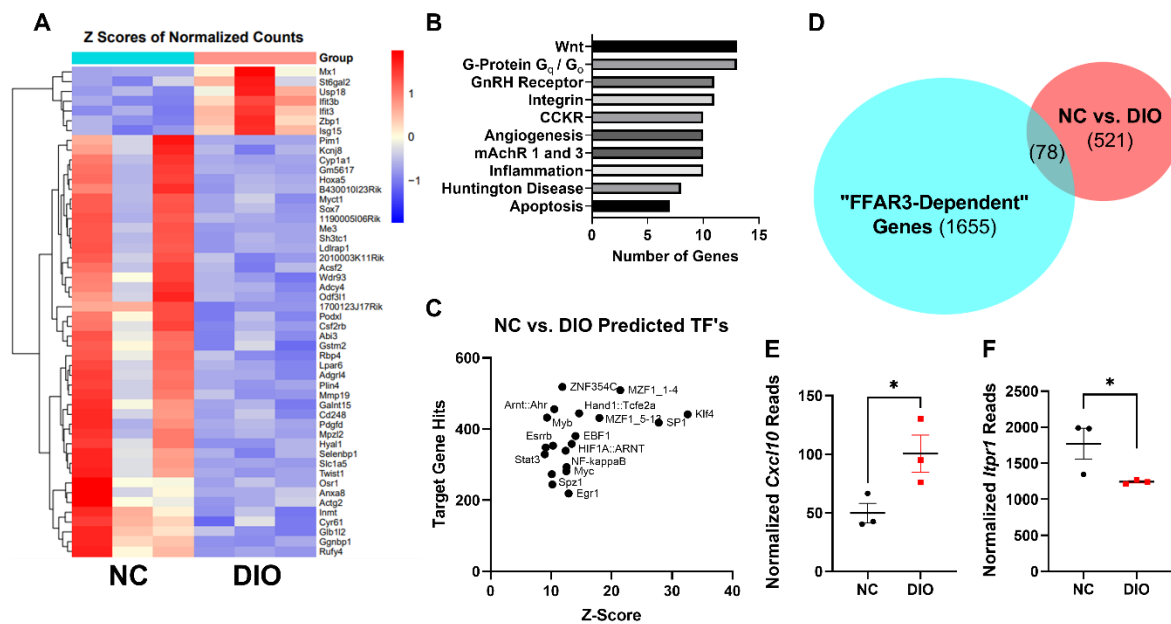 A
Z Scores of Normalized Counts
Group
Mx1
St6gal2
Usp18
Ifit3b
Ifit3
Zbp1
Isg15
Pim1
Kcnj8
Cyp1a1
Gm5617
Hoxa5
B430010I23Rik
Myct1
Sox7
1190005I06Rik
Me3
Sh3tc1
Ldlrap1
2010003K11Rik
Acsf2
Wdr93
Adcy4
Odf3l1
1700123J17Rik
Podxl
Csf2rb
Abi3
Gstm2
Rbp4
Lpar6
Adgrl4
Plin4
Mmp19
Galnt15
Cd248
Pdgfd
Mpzl2
Hyal1
Selenbp1
Slc1a5
Twist1
Osr1
Anxa8
Actg2
Inmt
Cyr61
Glb1l2
Ggnbp1
Rufy4
1
0
−1
NC DIO
B
Wnt
G-Protein Gq / Go
GnRH Receptor
Integrin
CCKR
Angiogenesis
mAchR 1 and 3
Inflammation
Huntington Disease
Apoptosis
0 5 10 15
Number of Genes
C
NC vs. DIO Predicted TF's
Target Gene Hits
600
400
200
0
ZNF354C
MZF1_1-4
Arnt::Ahr
Hand1::Tcfe2a
Myb
MZF1_5-13
Klf4
SP1
Esrrb
EBF1
HIF1A::ARNT
Stat3
NF-kappaB
Myc
Spz1
Egr1
0 10 20 30 40
Z-Score
D
NC vs. DIO
(521)
(78)
"FFAR3-Dependent"
Genes (1655)
E
Normalized Cxcl10 Reads
150
100
50
0
*
NC DIO
F
Normalized Itpr1 Reads
2500
2000
1500
1000
500
0
*
NC DIO